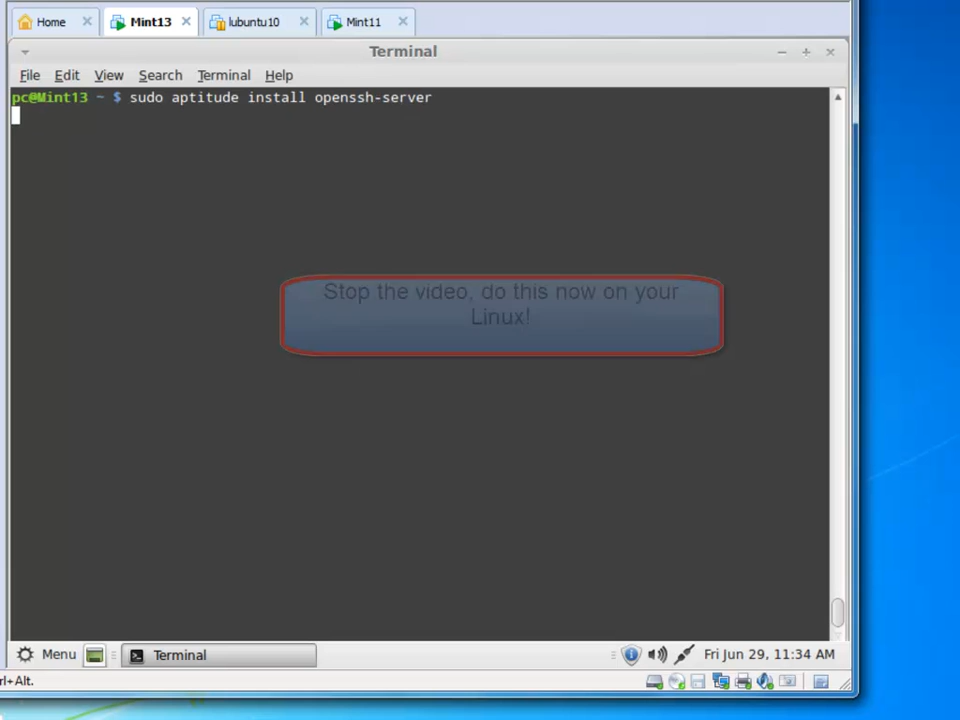 Home Mint13 lubuntu10 Mint11
Terminal
File Edit View Search Terminal Help
pc@Mint13 ~ $ sudo aptitude install openssh-server
Stop the video, do this now on your
Linux!
Menu Terminal Fri Jun 29, 11:34 AM
rl+Alt.